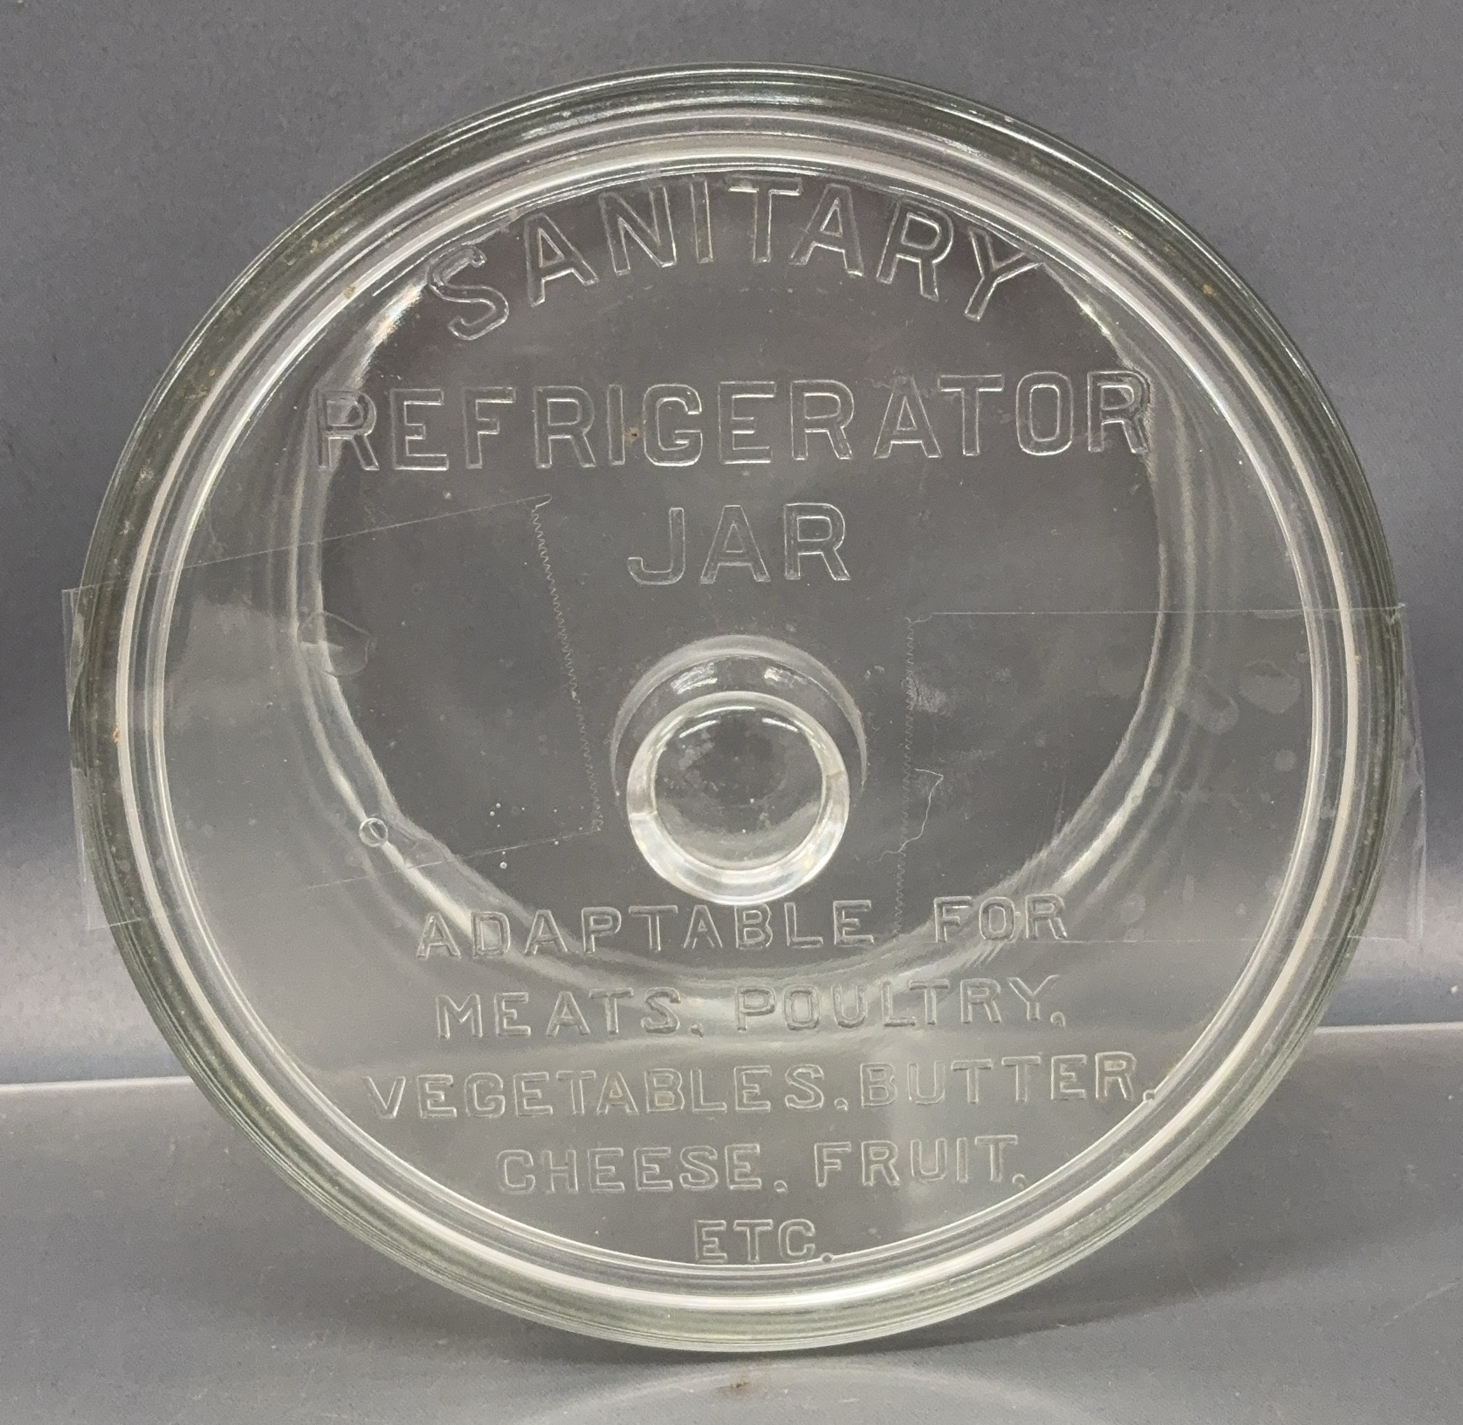 SANITARY
REFRIGERATOR
JAR
ADAPTABLE FOR
MEATS, POULTRY,
VEGETABLES, BUTTER,
CHEESE, FRUIT,
ETC.